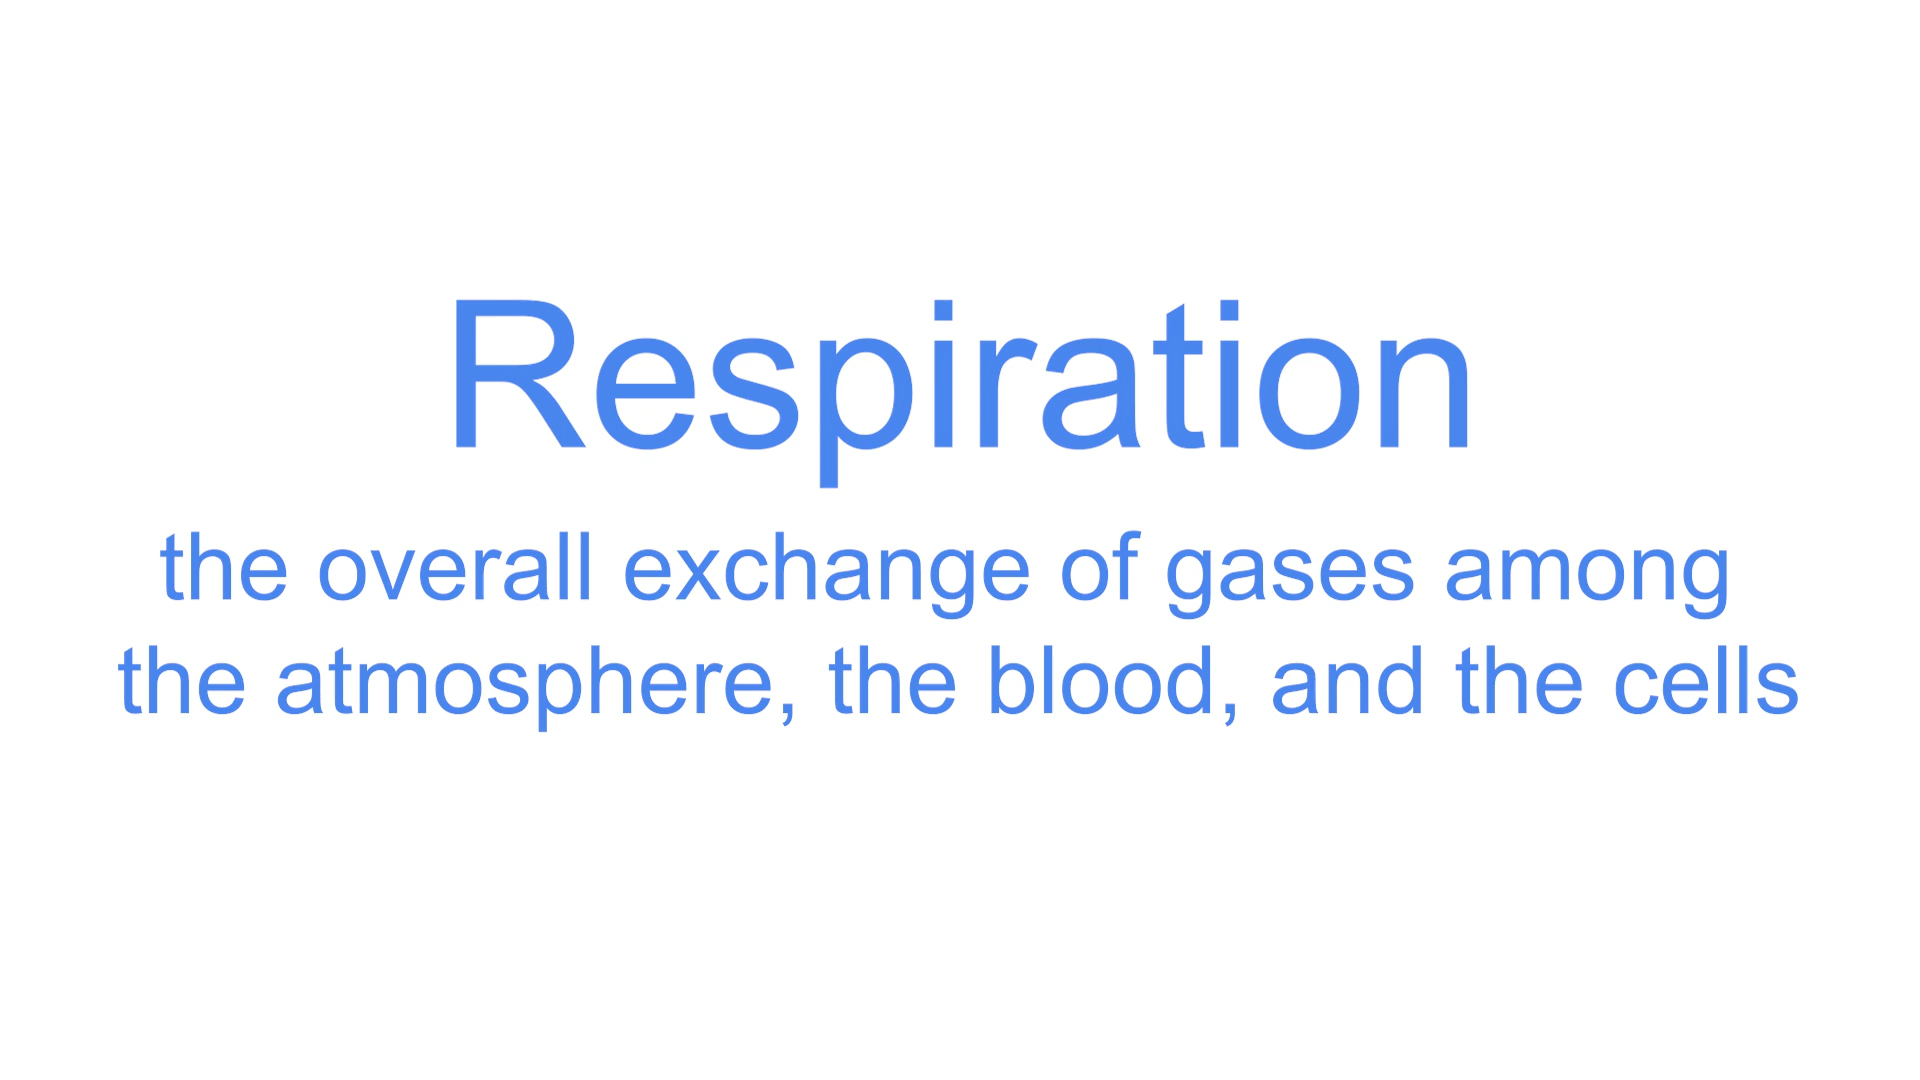 Respiration
the overall exchange of gases among
the atmosphere, the blood, and the cells